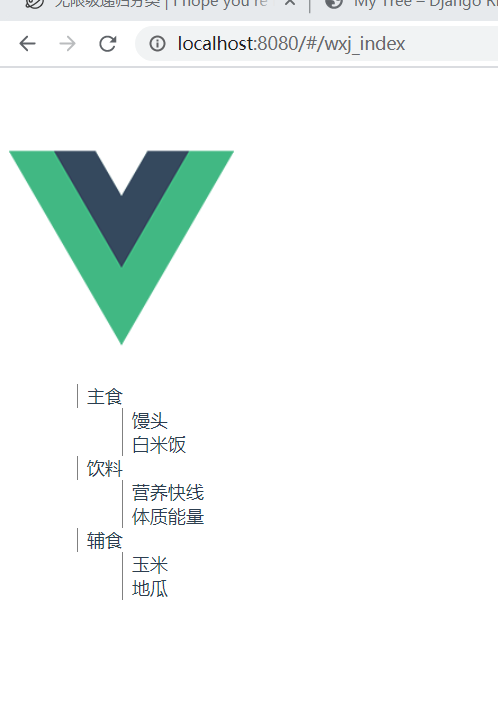 无限级递归分类 | I hope you're
My Tree – Django R
localhost:8080/#/wxj_index
主食
馒头
白米饭
饮料
营养快线
体质能量
辅食
玉米
地瓜